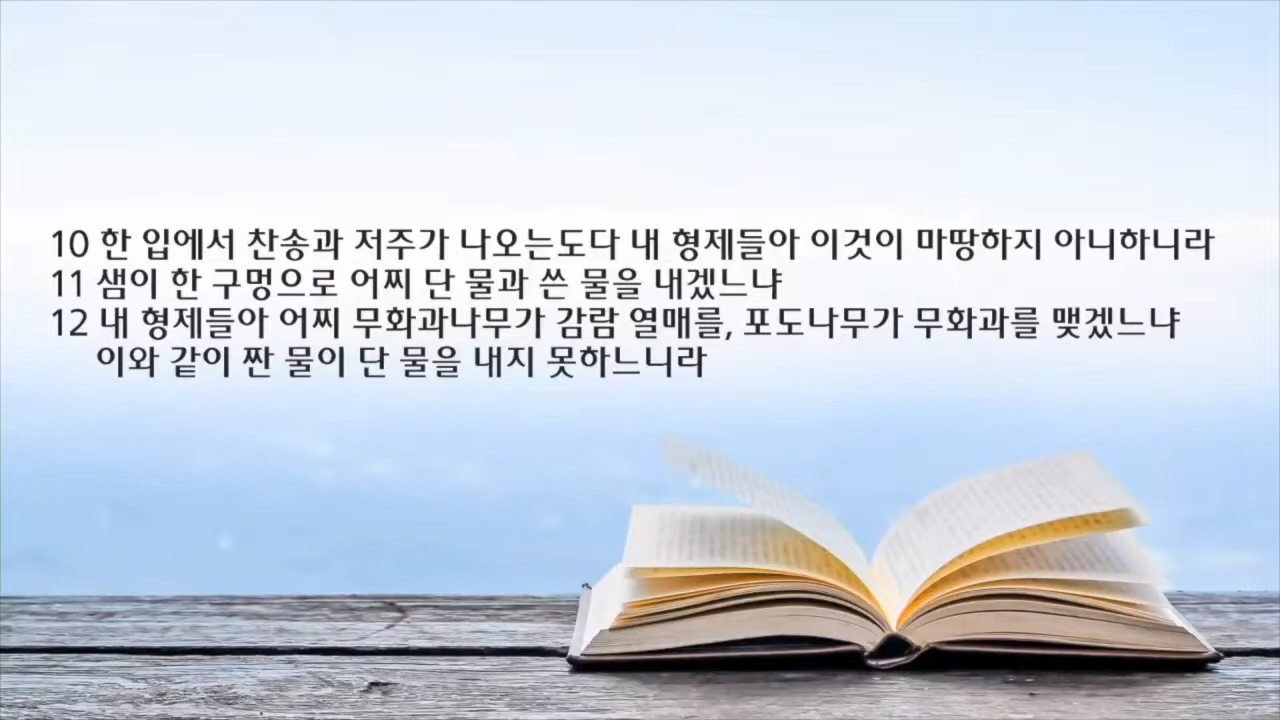 10 한 입에서 찬송과 저주가 나오는도다 내 형제들아 이것이 마땅하지 아니하니라
11 샘이 한 구멍으로 어찌 단 물과 쓴 물을 내겠느냐
12 내 형제들아 어찌 무화과나무가 감람 열매를, 포도나무가 무화과를 맺겠느냐
이와 같이 짠 물이 단 물을 내지 못하느니라